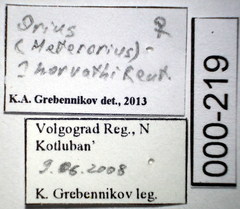 Orius ♀
(Heterorius) -
horvathi Reut.
K.A. Grebennikov det., 2013
Volgograd Reg., N
Kotluban'
9.06.2008
K. Grebennikov leg.
000-219